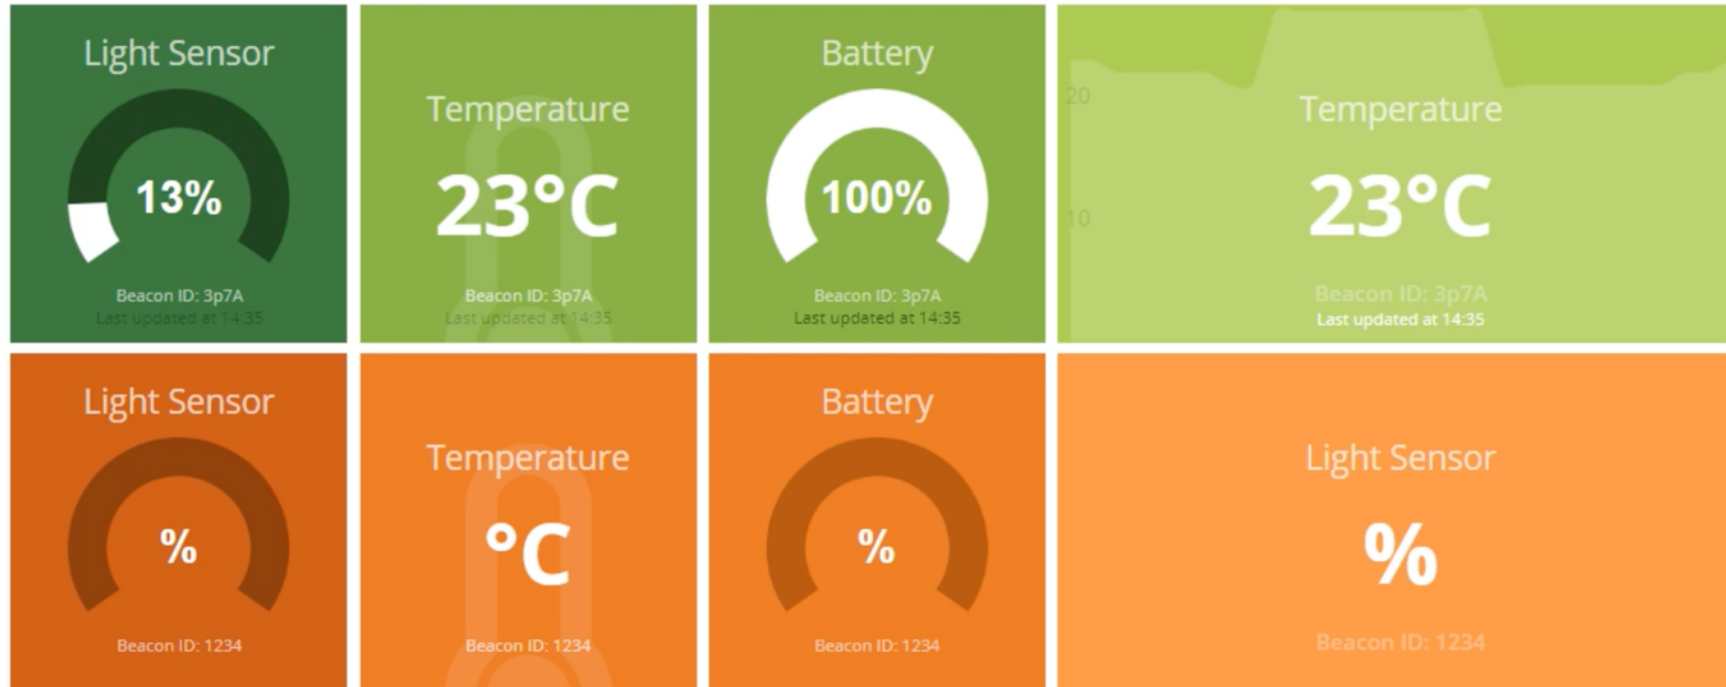 Light Sensor
13%
Beacon ID: 3p7A
Last updated at 14:35
Temperature
23°C
Beacon ID: 3p7A
Last updated at 14:35
Battery
100%
Beacon ID: 3p7A
Last updated at 14:35
20
10
Temperature
23°C
Beacon ID: 3p7A
Last updated at 14:35
Light Sensor
%
Beacon ID: 1234
Temperature
°C
Beacon ID: 1234
Battery
%
Beacon ID: 1234
Light Sensor
%
Beacon ID: 1234